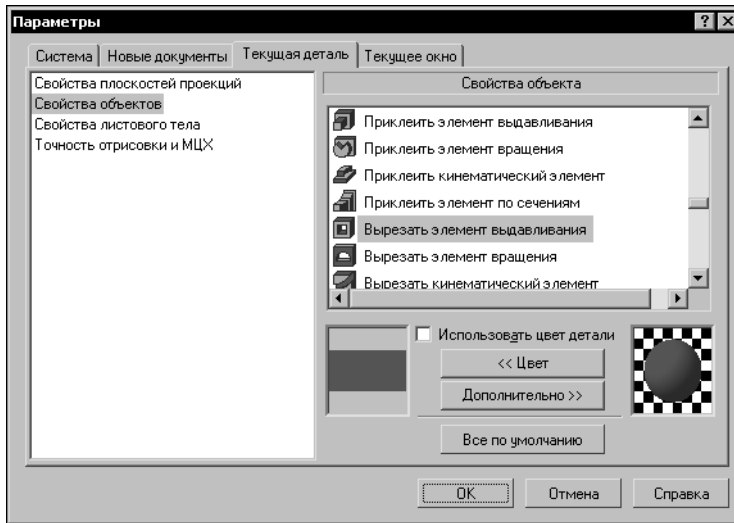 Параметры
Система
Новые документы
Текущая деталь
Текущее окно
Свойства плоскостей проекций
Свойства объектов
Свойства листового тела
Точность отрисовки и МЦХ
Свойства объекта
Приклеить элемент выдавливания
Приклеить элемент вращения
Приклеить кинематический элемент
Приклеить элемент по сечениям
Вырезать элемент выдавливания
Вырезать элемент вращения
Вырезать кинематический элемент
Использовать цвет детали
<< Цвет
Дополнительно >>
Все по умолчанию
OK
Отмена
Справка